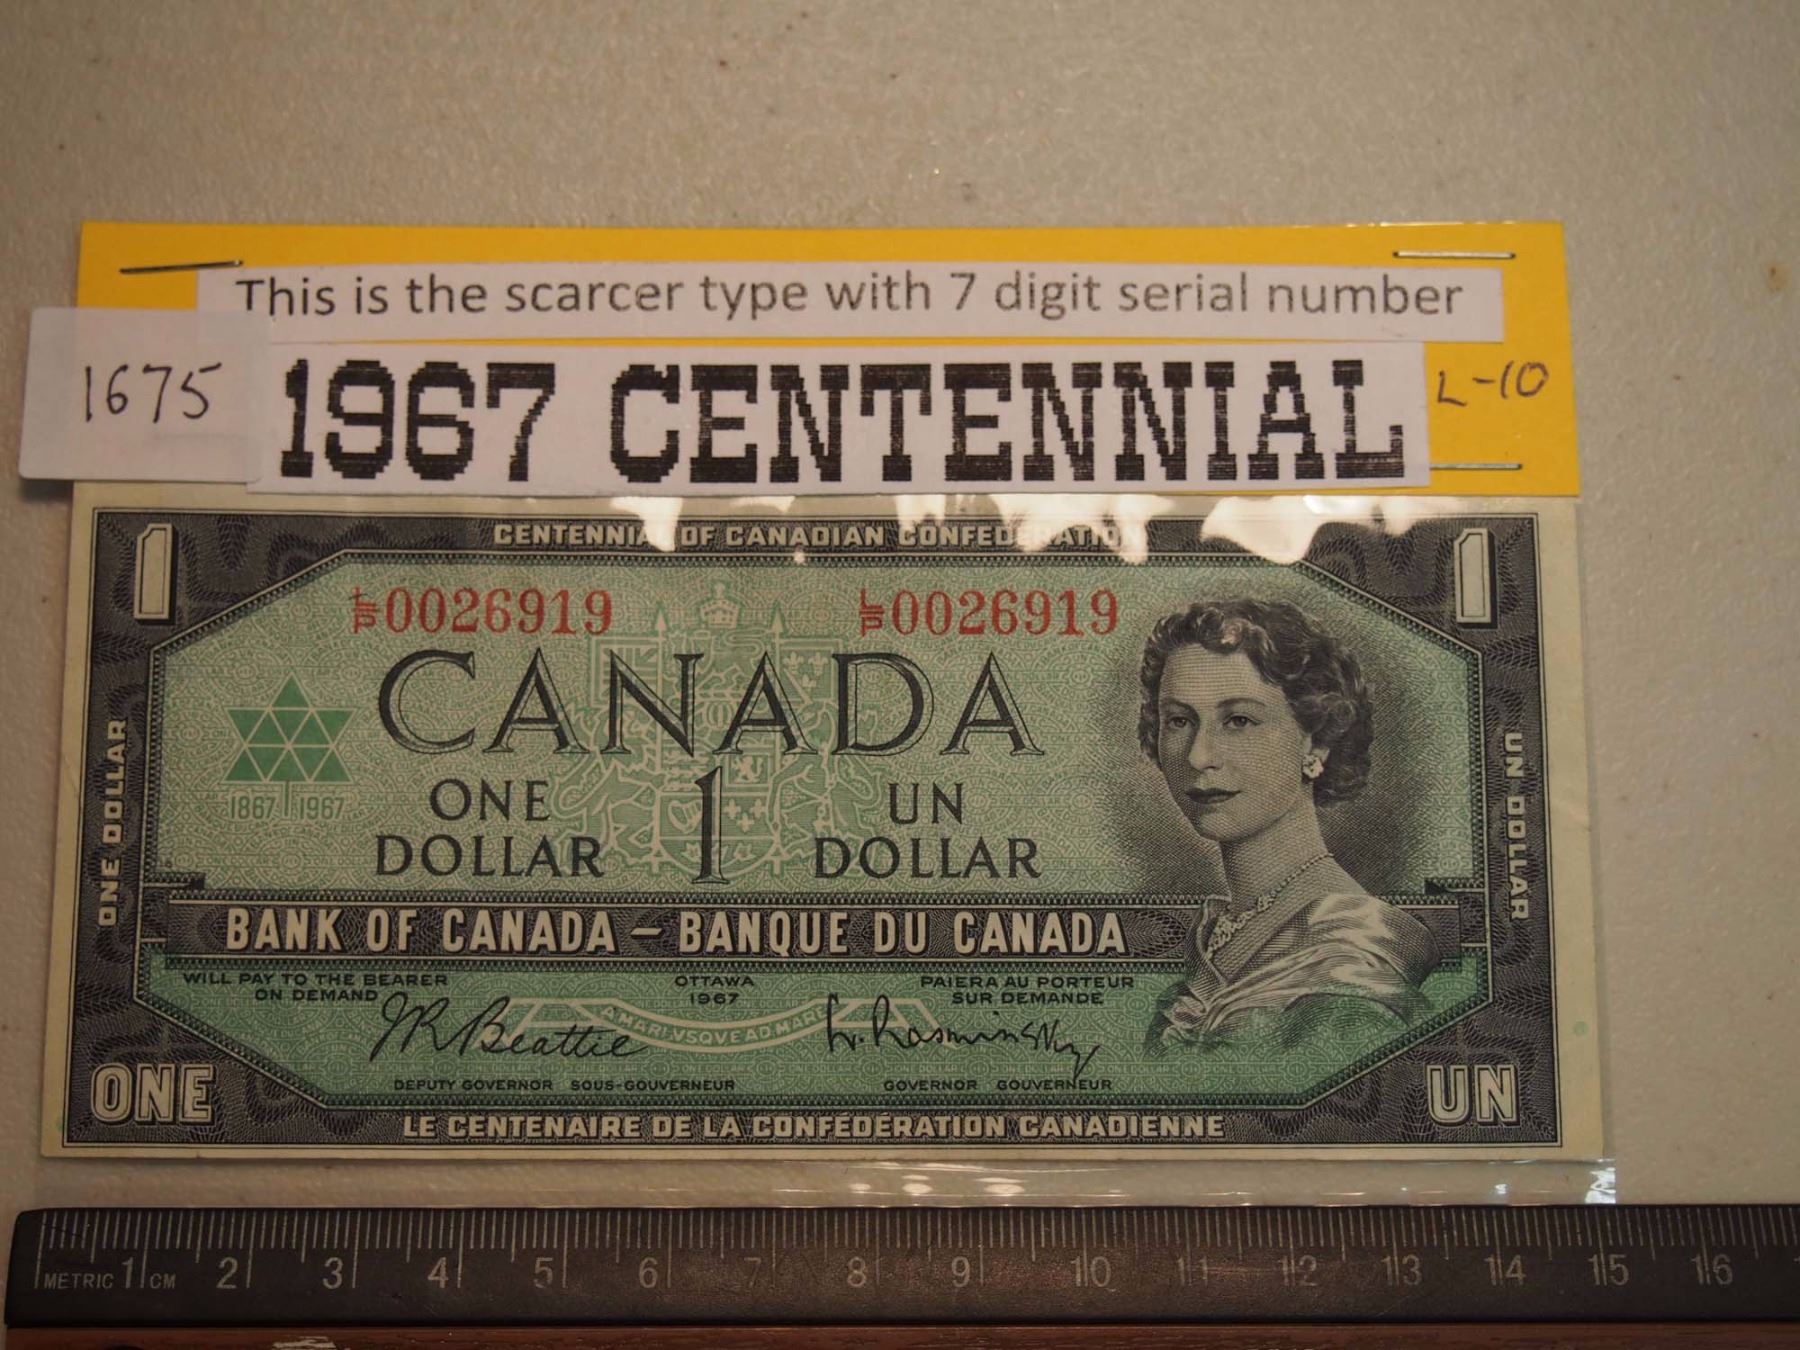 This is the scarcer type with 7 digit serial number
1675
1967 CENTENNIAL
L-10
CENTENNIAL OF CANADIAN CONFEDERATION
1
1
L/P 0026919
L/P 0026919
CANADA
1867 1967
ONE DOLLAR
1
UN DOLLAR
ONE DOLLAR
UN DOLLAR
BANK OF CANADA – BANQUE DU CANADA
WILL PAY TO THE BEARER
ON DEMAND
OTTAWA
1967
PAIERA AU PORTEUR
SUR DEMANDE
A MARI VSQVE AD MARE
J R Beattie
L. Rasminsky
DEPUTY GOVERNOR SOUS-GOUVERNEUR
GOVERNOR GOUVERNEUR
ONE
UN
LE CENTENAIRE DE LA CONFÉDÉRATION CANADIENNE
METRIC 1 CM 2 3 4 5 6 7 8 9 10 11 12 13 14 15 16